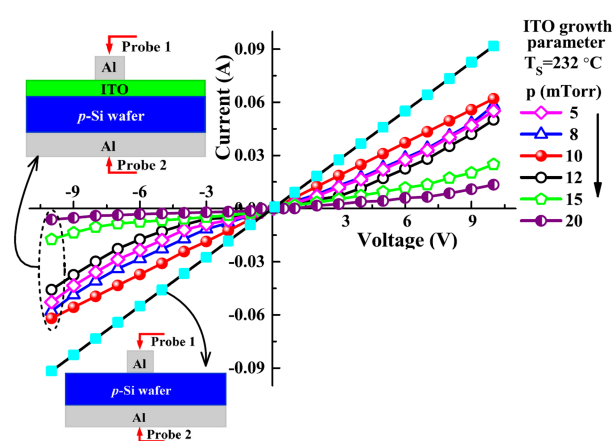 Probe 1
Al
ITO
p-Si wafer
Al
Probe 2
Current (A)
0.09
0.06
0.03
0.00
-0.03
-0.06
-0.09
-9
-6
-3
3
6
9
Voltage (V)
ITO growth
parameter
T_S=232 °C
p (mTorr)
5
8
10
12
15
20
Probe 1
Al
p-Si wafer
Al
Probe 2